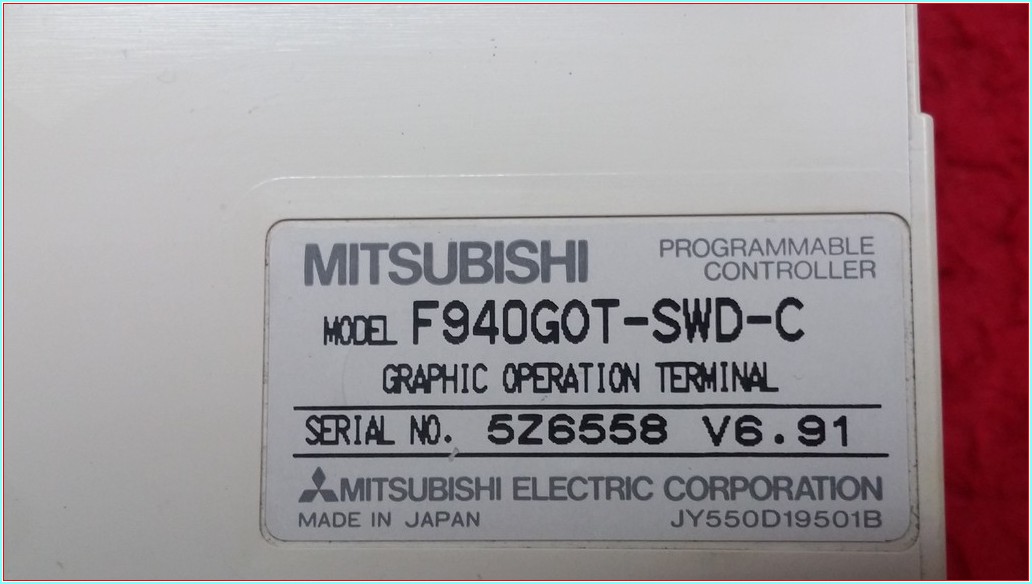 MITSUBISHI
PROGRAMMABLE
CONTROLLER
MODEL F940GOT-SWD-C
GRAPHIC OPERATION TERMINAL
SERIAL NO. 5Z6558 V6.91
MITSUBISHI ELECTRIC CORPORATION
MADE IN JAPAN JY550D19501B